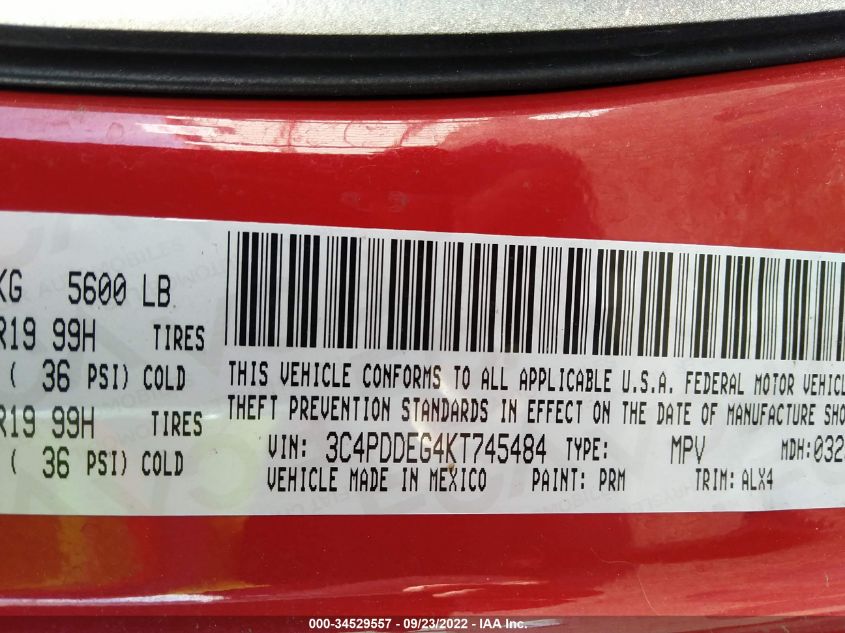 KG 5600 LB
R19 99H TIRES
( 36 PSI) COLD
R19 99H TIRES
( 36 PSI) COLD
THIS VEHICLE CONFORMS TO ALL APPLICABLE U.S.A. FEDERAL MOTOR VEHICL
THEFT PREVENTION STANDARDS IN EFFECT ON THE DATE OF MANUFACTURE SHO
VIN: 3C4PDDEG4KT745484 TYPE: MPV MDH:032
VEHICLE MADE IN MEXICO PAINT: PRM TRIM: ALX4
000-34529557 - 09/23/2022 - IAA Inc.